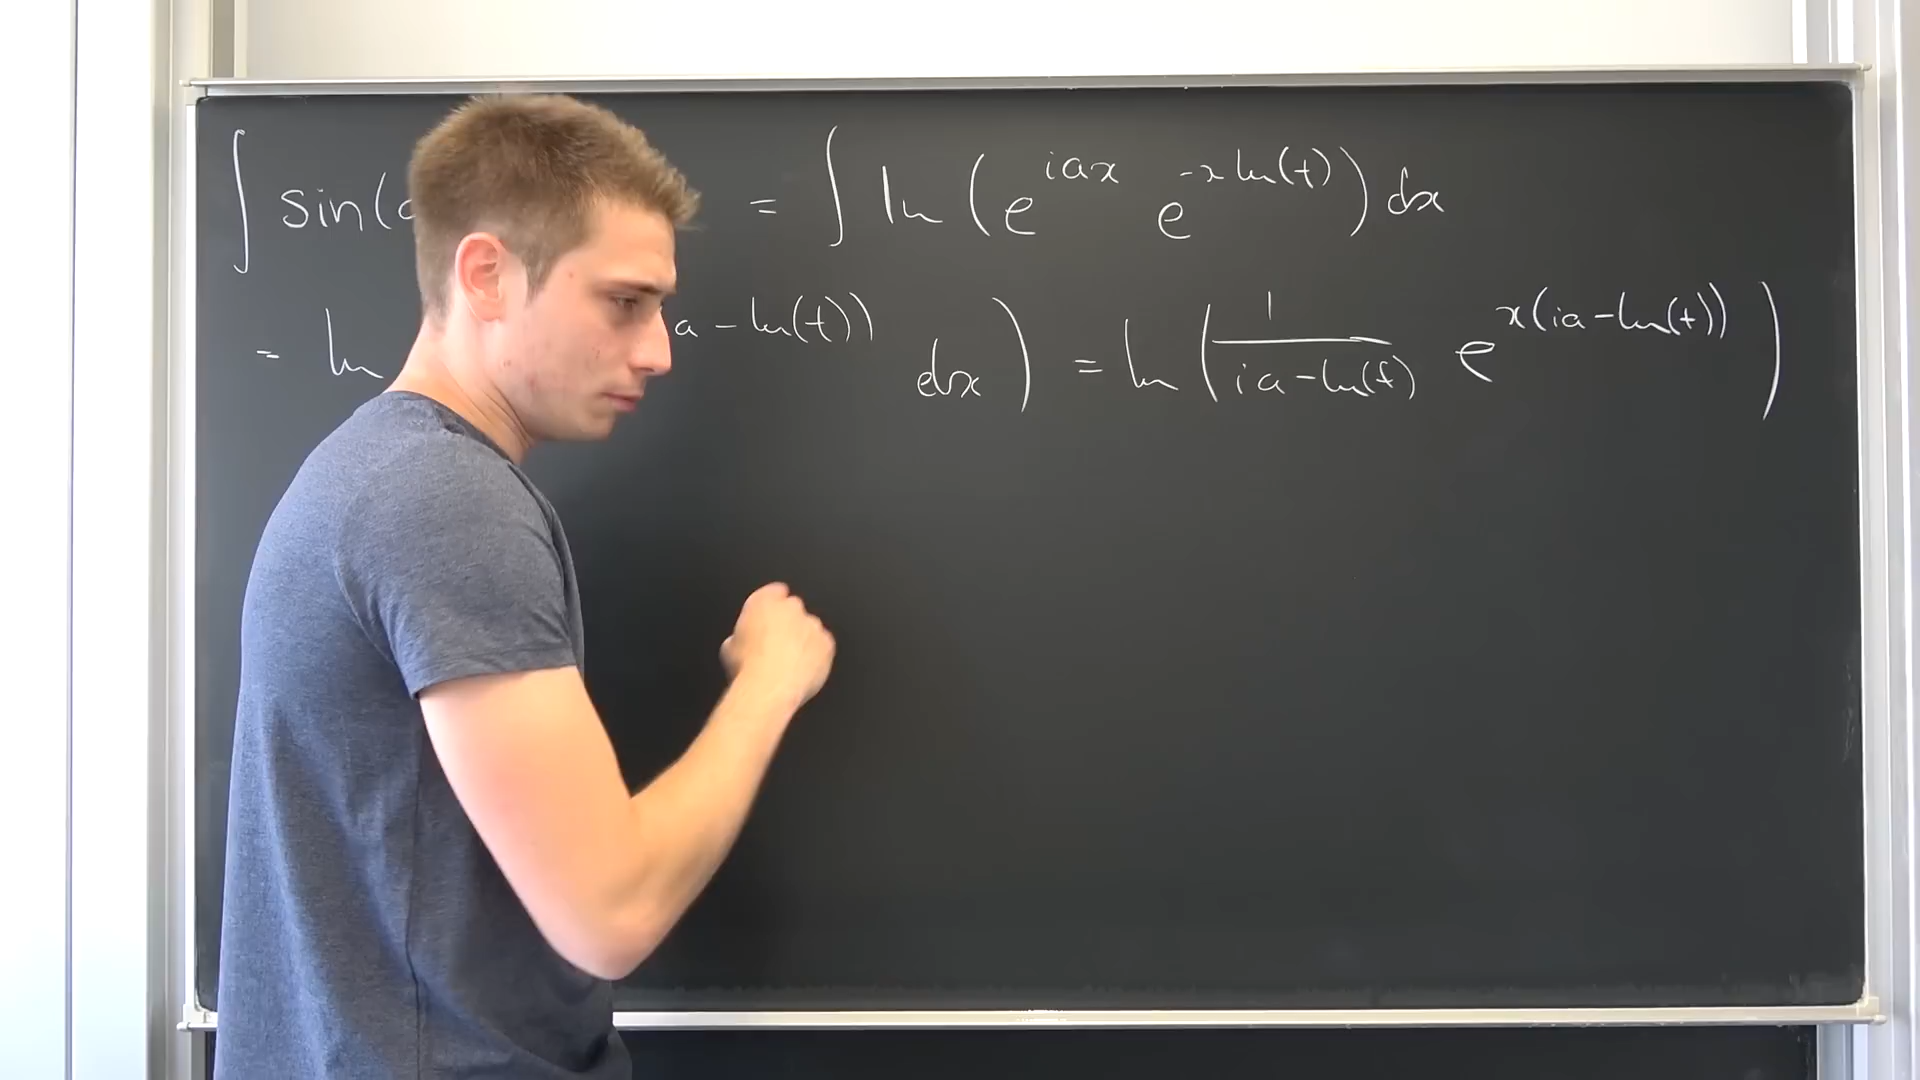 ∫ sin( = ∫ Im (e^{iax} e^{-x ln(t)}) dx
= Im a - ln(t)) dx) = Im (1/(ia - ln(t)) e^{x(ia - ln(t))})